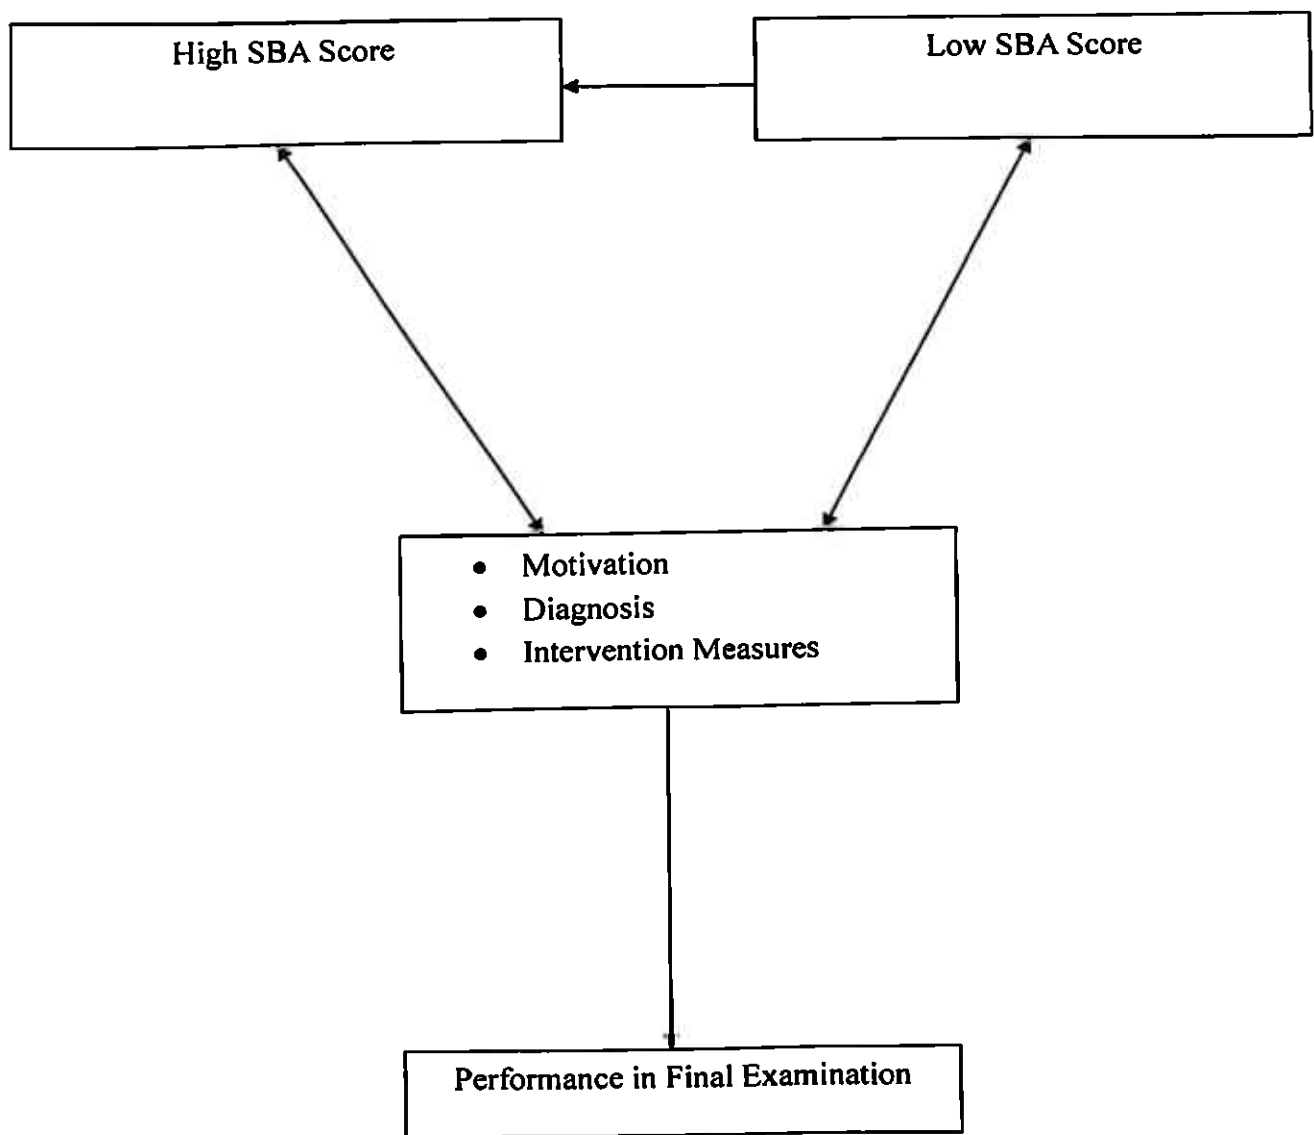 High SBA Score
Low SBA Score
• Motivation
• Diagnosis
• Intervention Measures
Performance in Final Examination